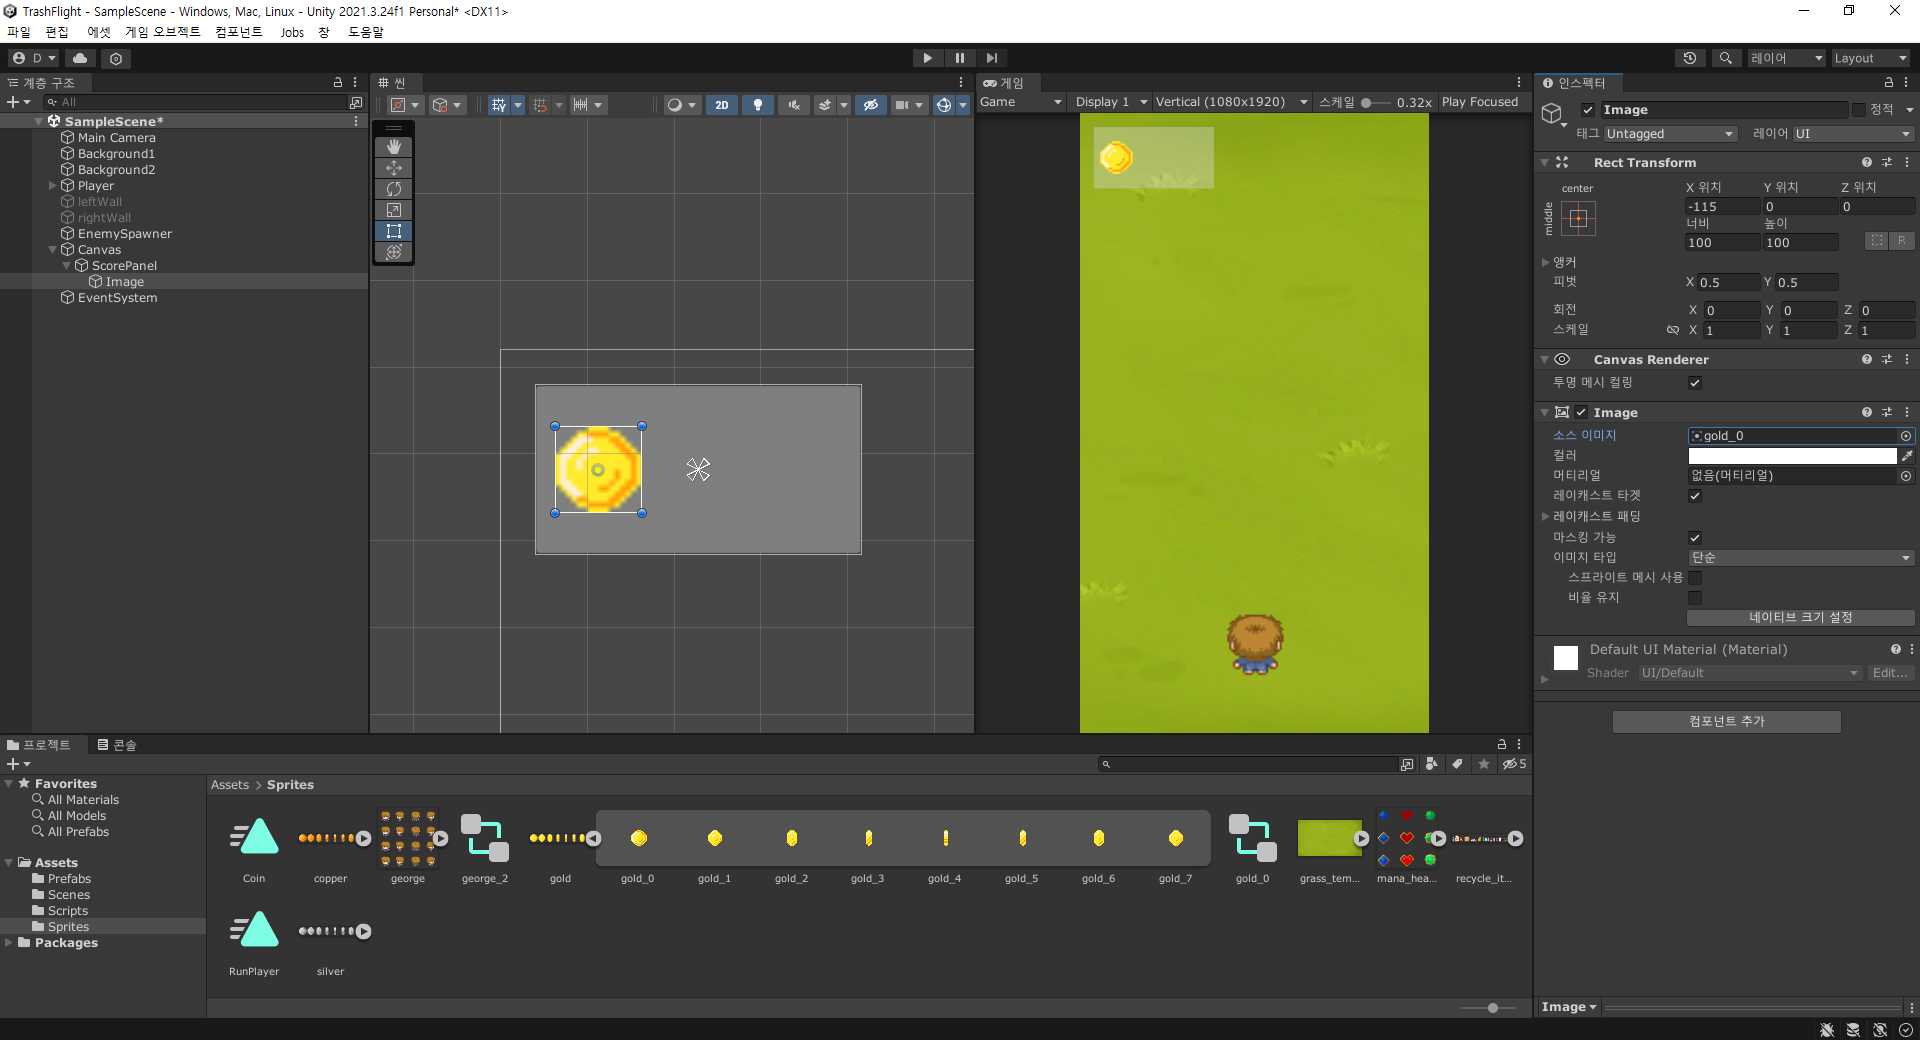 TrashFlight - SampleScene - Windows, Mac, Linux - Unity 2021.3.24f1 Personal* <DX11>
파일 편집 에셋 게임 오브젝트 컴포넌트 Jobs 창 도움말
D
레이어
Layout
계층 구조
All
SampleScene*
Main Camera
Background1
Background2
Player
leftWall
rightWall
EnemySpawner
Canvas
ScorePanel
Image
EventSystem
씬
2D
게임
Game Display 1 Vertical (1080x1920) 스케일 0.32x Play Focused
인스펙터
Image 정적
태그 Untagged 레이어 UI
Rect Transform
center
middle
X 위치 Y 위치 Z 위치
-115 0 0
너비 높이
100 100 R
앵커
피벗 X 0.5 Y 0.5
회전 X 0 Y 0 Z 0
스케일 X 1 Y 1 Z 1
Canvas Renderer
투명 메시 컬링
Image
소스 이미지 gold_0
컬러
머티리얼 없음(머티리얼)
레이캐스트 타겟
레이캐스트 패딩
마스킹 가능
이미지 타입 단순
스프라이트 메시 사용
비율 유지
네이티브 크기 설정
Default UI Material (Material)
Shader UI/Default Edit...
컴포넌트 추가
프로젝트 콘솔
5
Favorites
All Materials
All Models
All Prefabs
Assets
Prefabs
Scenes
Scripts
Sprites
Packages
Assets > Sprites
Coin copper george george_2 gold gold_0 gold_1 gold_2 gold_3 gold_4 gold_5 gold_6 gold_7 gold_0 grass_tem... mana_hea... recycle_it...
RunPlayer silver
Image